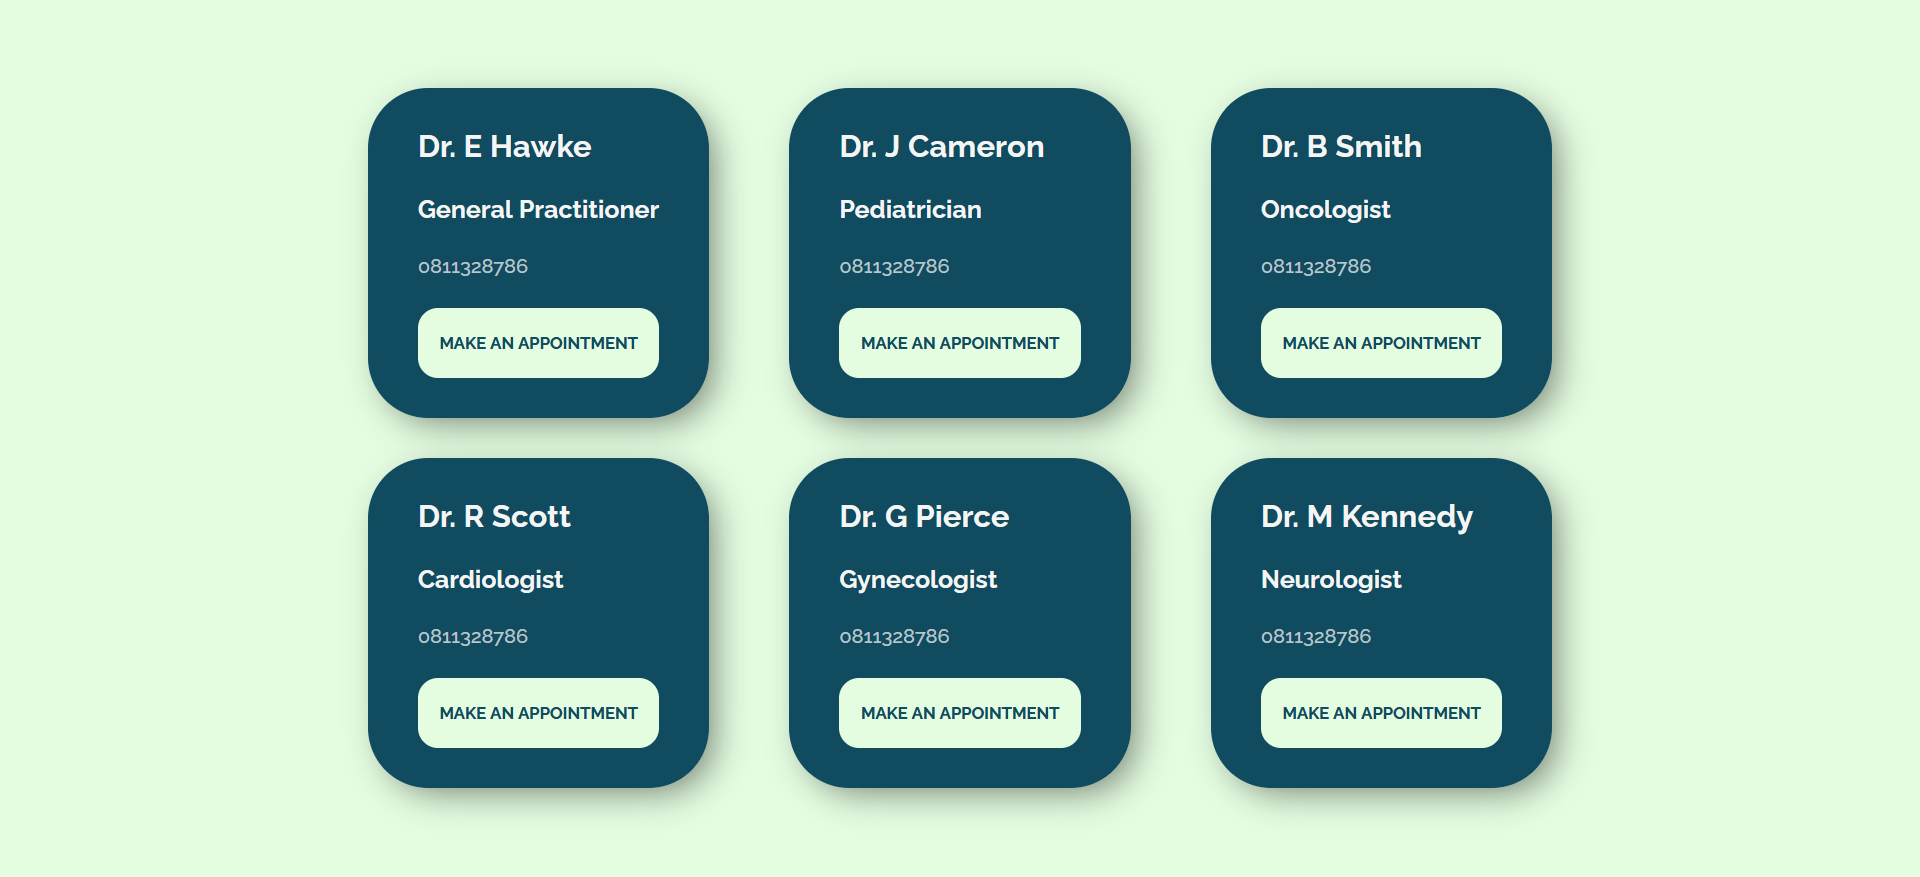 Dr. E Hawke
General Practitioner
0811328786
MAKE AN APPOINTMENT
Dr. J Cameron
Pediatrician
0811328786
MAKE AN APPOINTMENT
Dr. B Smith
Oncologist
0811328786
MAKE AN APPOINTMENT
Dr. R Scott
Cardiologist
0811328786
MAKE AN APPOINTMENT
Dr. G Pierce
Gynecologist
0811328786
MAKE AN APPOINTMENT
Dr. M Kennedy
Neurologist
0811328786
MAKE AN APPOINTMENT